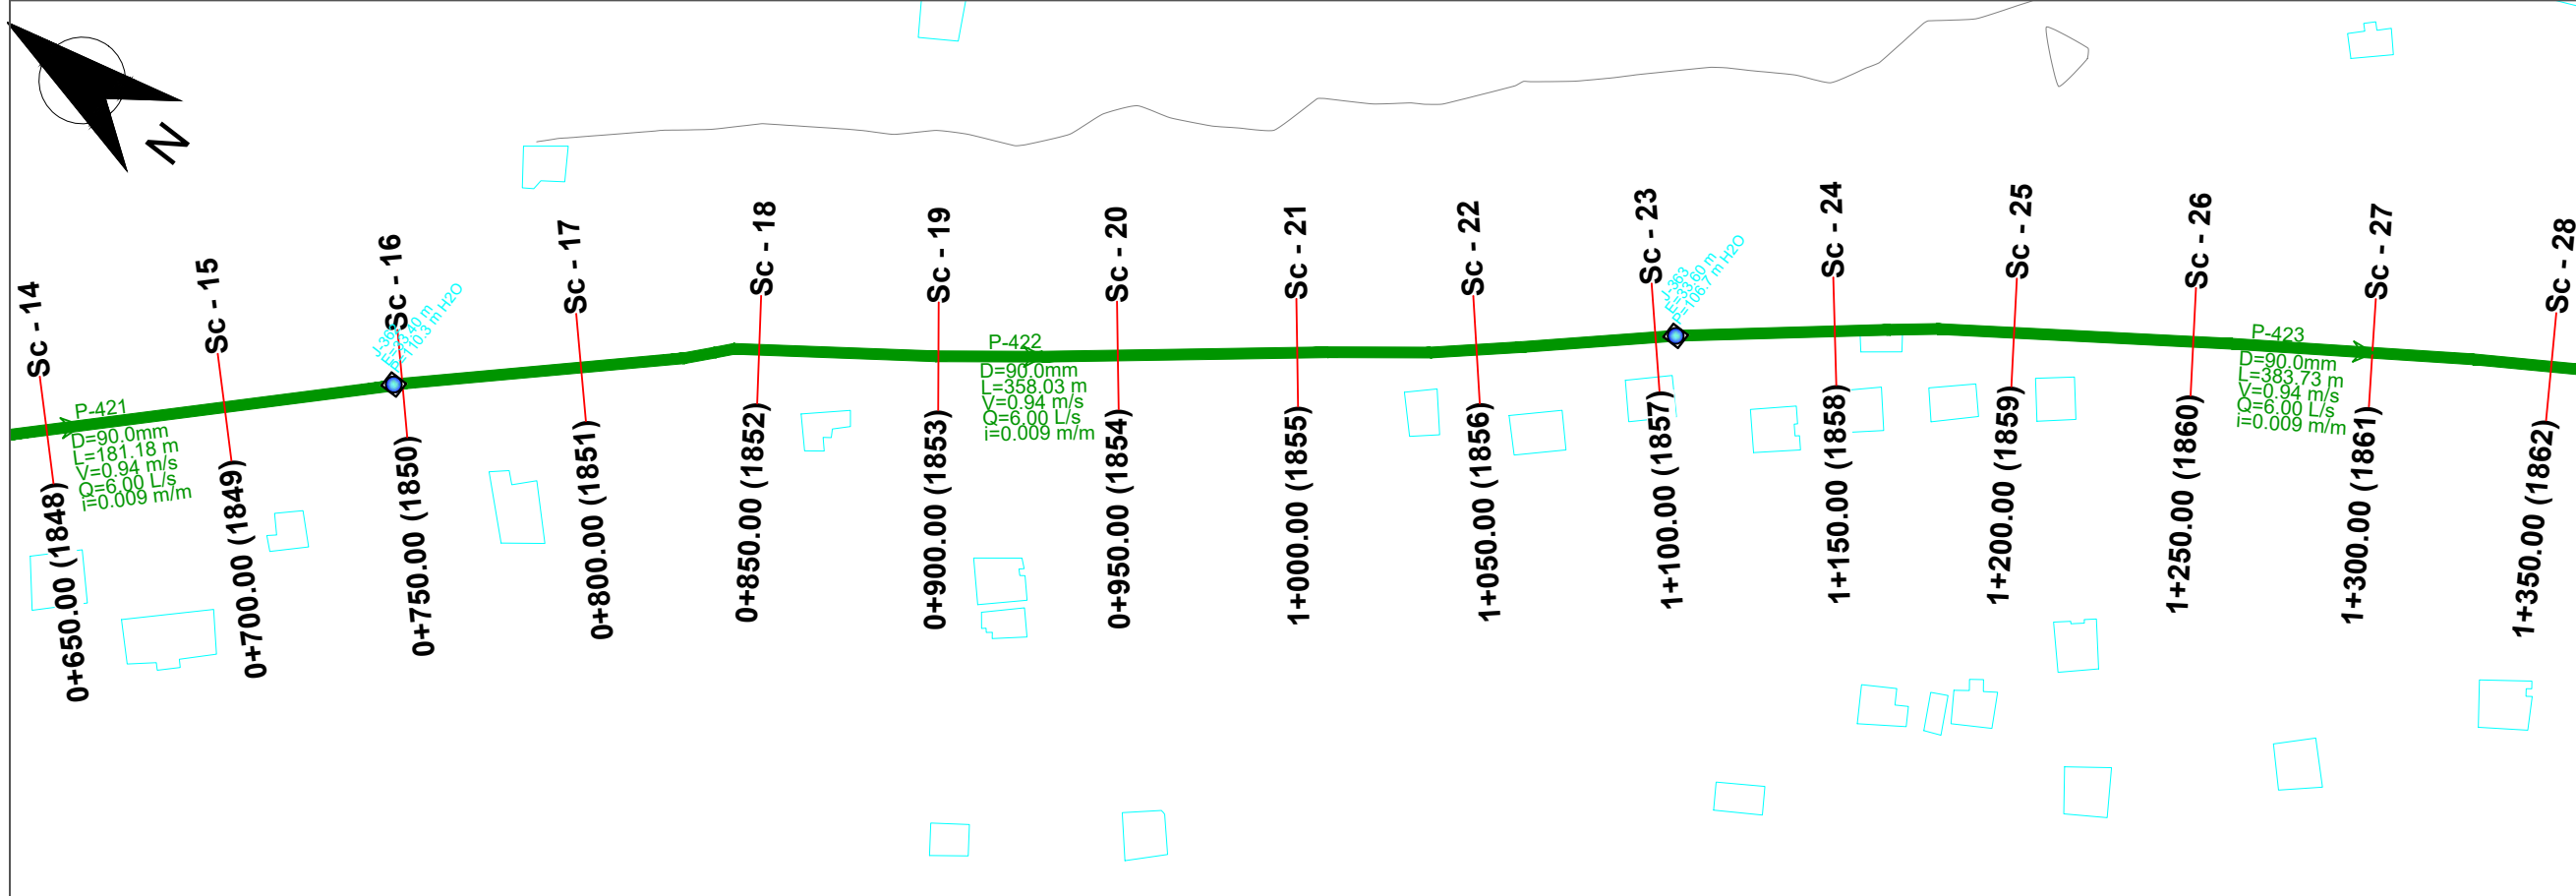 N
Sc - 14
0+650.00 (1848)
P-421
D=90.0mm
L=181.18 m
V=0.94 m/s
Q=6.00 L/s
i=0.009 m/m
Sc - 15
0+700.00 (1849)
Sc - 16
0+750.00 (1850)
Sc - 17
0+800.00 (1851)
Sc - 18
0+850.00 (1852)
Sc - 19
0+900.00 (1853)
P-422
D=90.0mm
L=358.03 m
V=0.94 m/s
Q=6.00 L/s
i=0.009 m/m
Sc - 20
0+950.00 (1854)
Sc - 21
1+000.00 (1855)
Sc - 22
1+050.00 (1856)
Sc - 23
J-363
E=33.60 m
P=106.7 m H2O
1+100.00 (1857)
Sc - 24
1+150.00 (1858)
Sc - 25
1+200.00 (1859)
Sc - 26
1+250.00 (1860)
P-423
D=90.0mm
L=383.73 m
V=0.94 m/s
Q=6.00 L/s
i=0.009 m/m
Sc - 27
1+300.00 (1861)
Sc - 28
1+350.00 (1862)